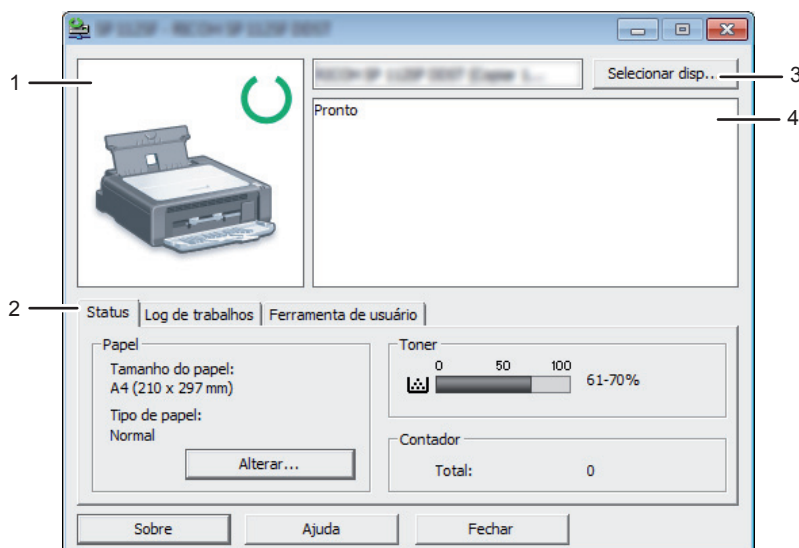 1
Selecionar disp...
3
Pronto
4
2
Status
Log de trabalhos
Ferramenta de usuário
Papel
Tamanho do papel:
A4 (210 x 297 mm)
Tipo de papel:
Normal
Alterar...
Toner
0 50 100
61-70%
Contador
Total: 0
Sobre
Ajuda
Fechar